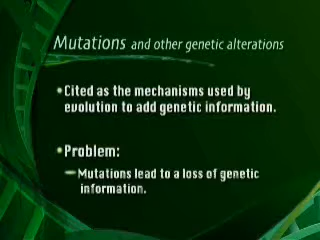 Mutations and other genetic alterations
•Cited as the mechanisms used by
evolution to add genetic information.
•Problem:
–Mutations lead to a loss of genetic
information.